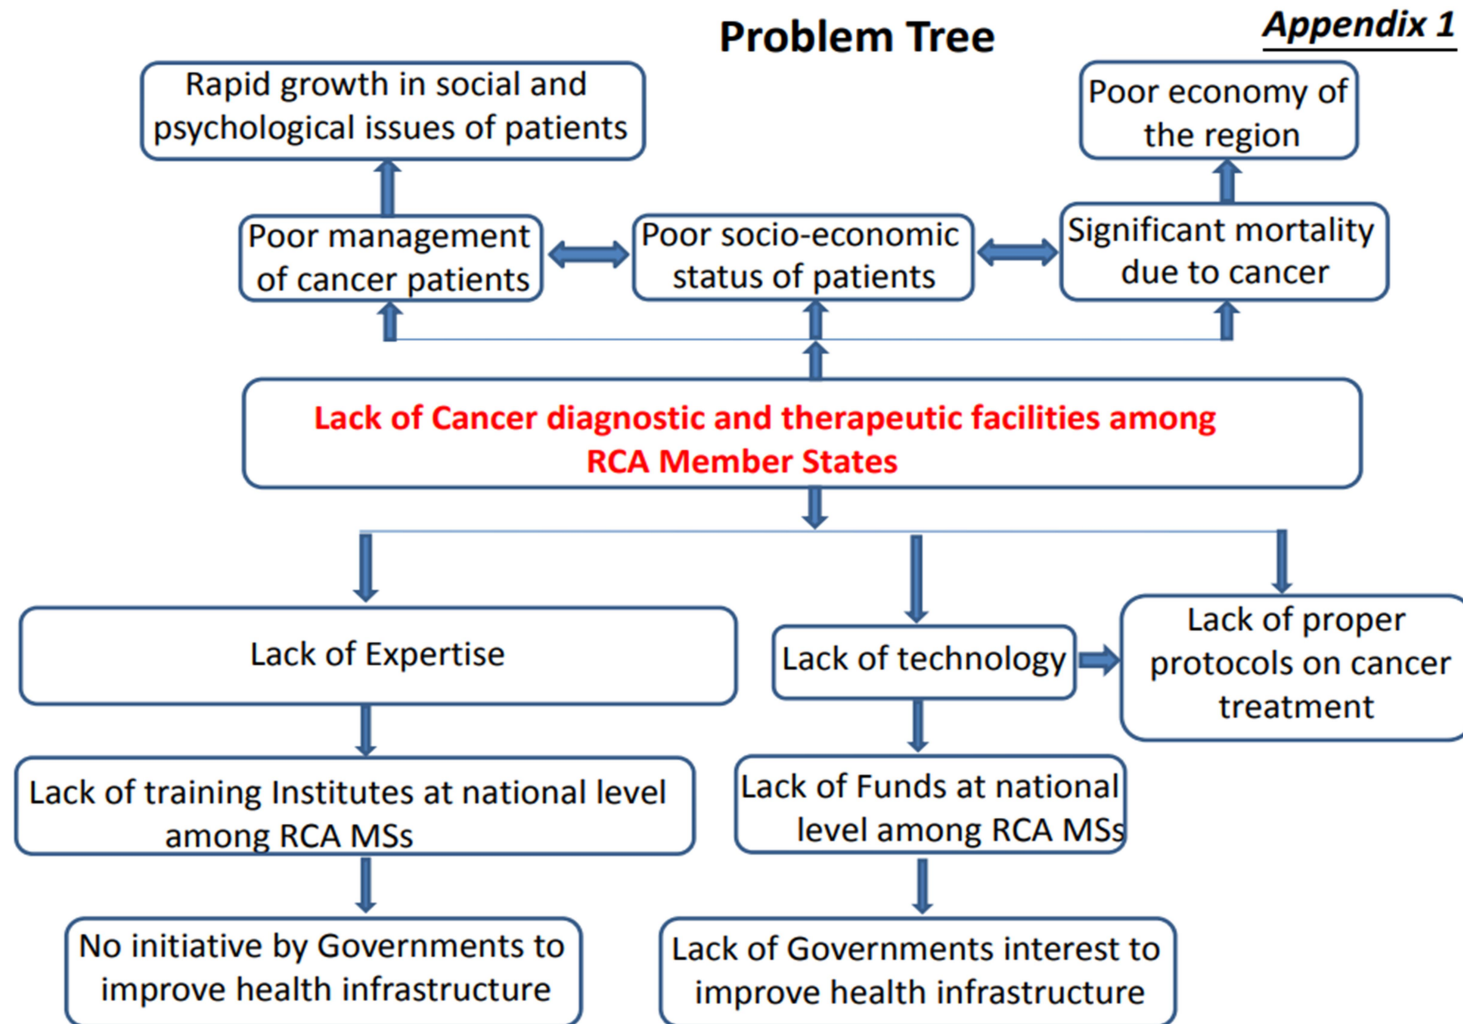 Problem Tree
Appendix 1
Rapid growth in social and
psychological issues of patients
Poor economy of
the region
Poor management
of cancer patients
Poor socio-economic
status of patients
Significant mortality
due to cancer
Lack of Cancer diagnostic and therapeutic facilities among
RCA Member States
Lack of Expertise
Lack of technology
Lack of proper
protocols on cancer
treatment
Lack of training Institutes at national level
among RCA MSs
Lack of Funds at national
level among RCA MSs
No initiative by Governments to
improve health infrastructure
Lack of Governments interest to
improve health infrastructure